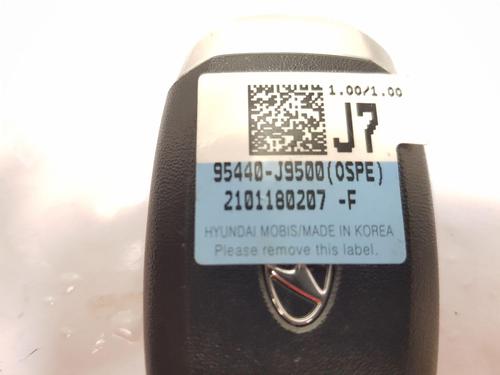 1.00/1.00
J7
95440-J9500(OSPE)
2101180207 -F
HYUNDAI MOBIS/MADE IN KOREA
Please remove this label.